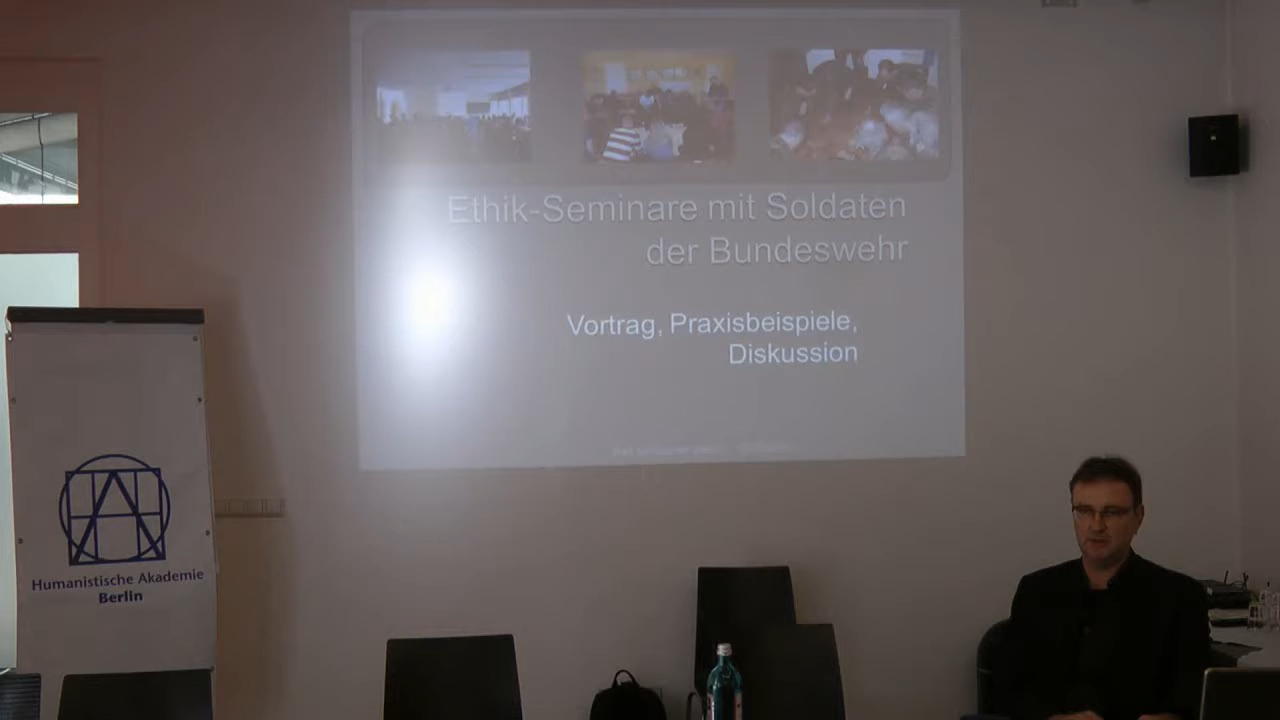 Ethik-Seminare mit Soldaten
der Bundeswehr
Vortrag, Praxisbeispiele,
Diskussion
Humanistische Akademie
Berlin